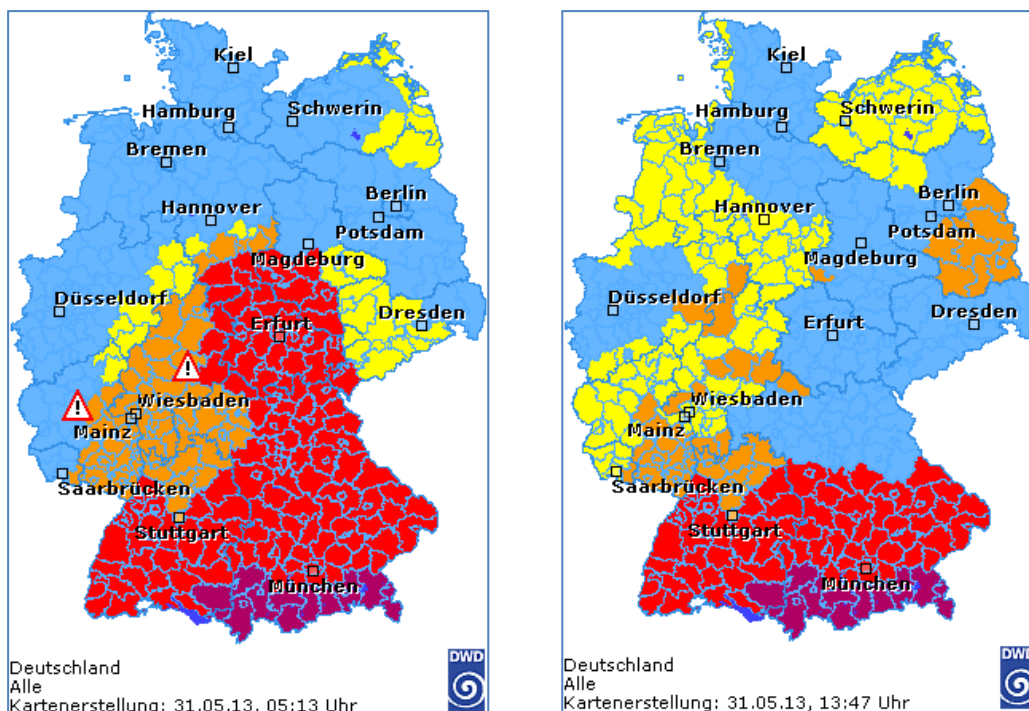 Kiel
Hamburg
Schwerin
Bremen
Berlin
Hannover
Potsdam
Magdeburg
Düsseldorf
Erfurt
Dresden
!
!
Wiesbaden
Mainz
Saarbrücken
Stuttgart
München
Deutschland
Alle
Kartenerstellung: 31.05.13, 05:13 Uhr
DWD
Kiel
Hamburg
Schwerin
Bremen
Berlin
Hannover
Potsdam
Magdeburg
Düsseldorf
Erfurt
Dresden
Wiesbaden
Mainz
Saarbrücken
Stuttgart
München
Deutschland
Alle
Kartenerstellung: 31.05.13, 13:47 Uhr
DWD